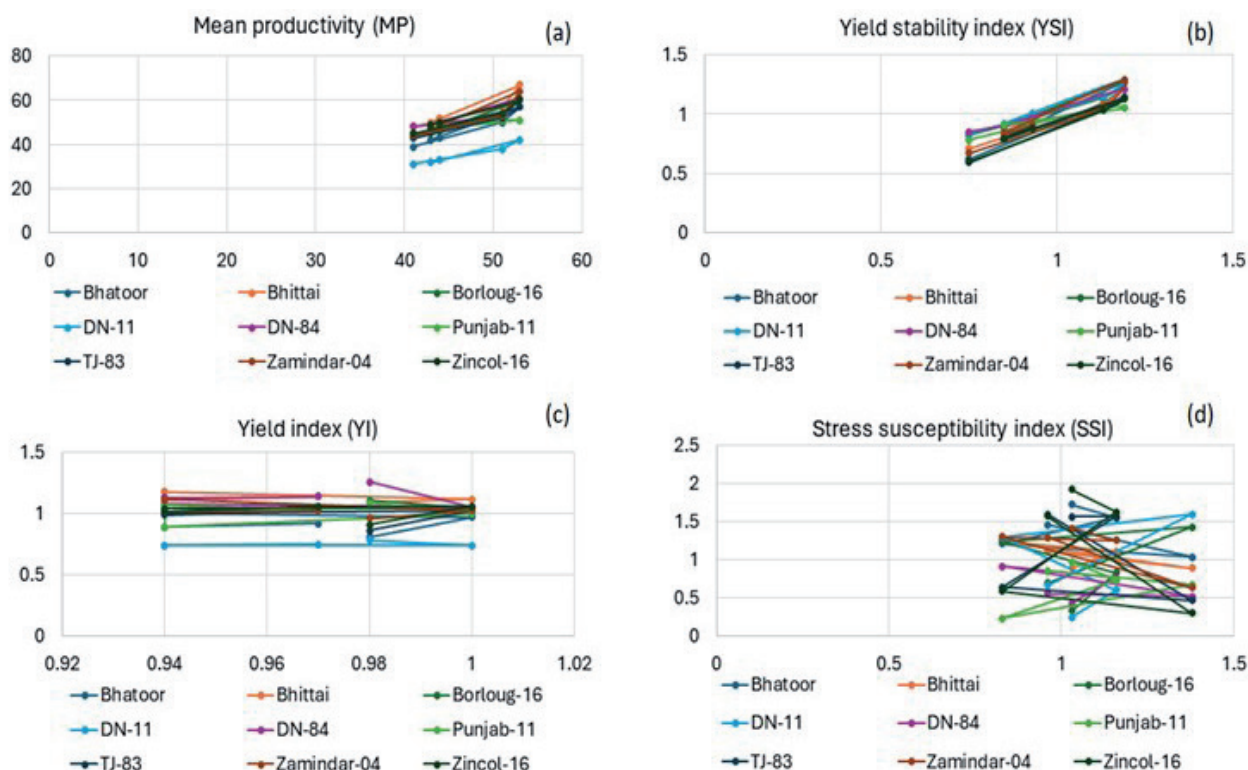 Mean productivity (MP)
(a)
80
60
40
20
0
0 10 20 30 40 50 60
Bhatoor Bhittai Borloug-16
DN-11 DN-84 Punjab-11
TJ-83 Zamindar-04 Zincol-16
Yield stability index (YSI)
(b)
1.5
1
0.5
0
0 0.5 1 1.5
Bhatoor Bhittai Borloug-16
DN-11 DN-84 Punjab-11
TJ-83 Zamindar-04 Zincol-16
Yield index (YI)
(c)
1.5
1
0.5
0
0.92 0.94 0.96 0.98 1 1.02
Bhatoor Bhittai Borloug-16
DN-11 DN-84 Punjab-11
TJ-83 Zamindar-04 Zincol-16
Stress susceptibility index (SSI)
(d)
2.5
2
1.5
1
0.5
0
0 0.5 1 1.5
Bhatoor Bhittai Borloug-16
DN-11 DN-84 Punjab-11
TJ-83 Zamindar-04 Zincol-16